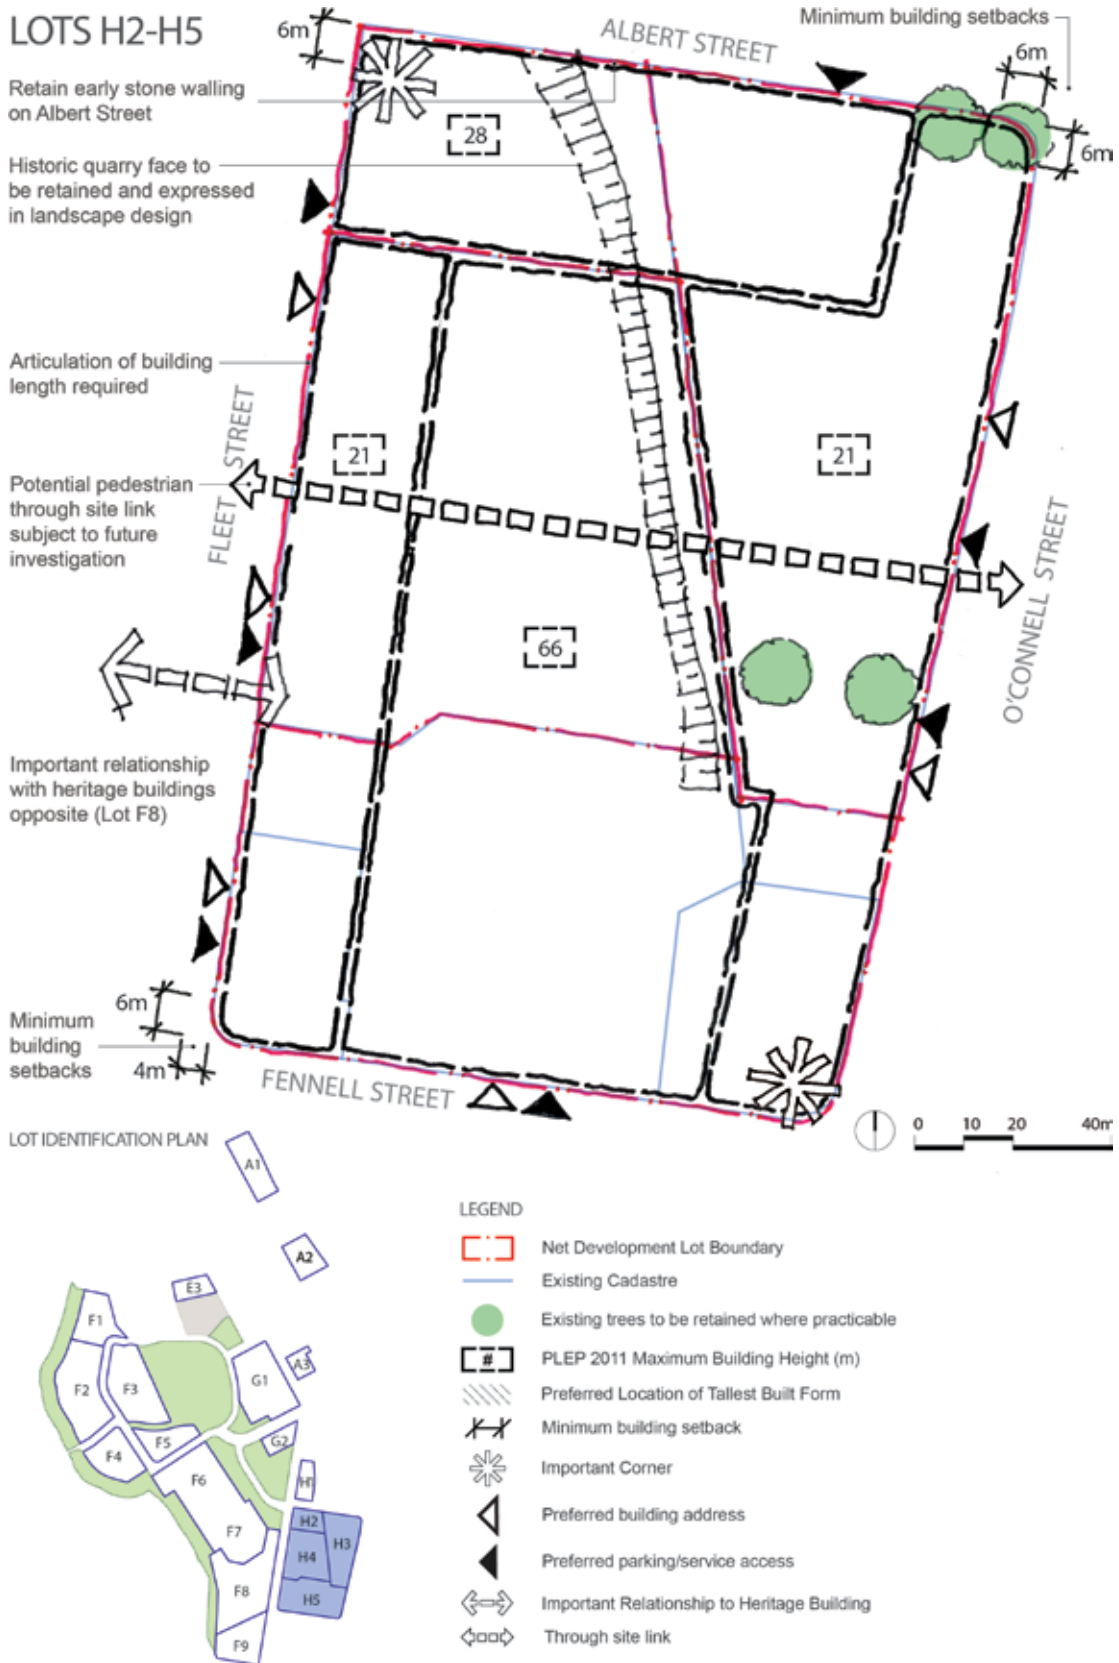 LOTS H2-H5
6m
ALBERT STREET
Minimum building setbacks
6m
6m
Retain early stone walling
on Albert Street
28
Historic quarry face to
be retained and expressed
in landscape design
Articulation of building
length required
FLEET STREET
21
21
Potential pedestrian
through site link
subject to future
investigation
O'CONNELL STREET
66
Important relationship
with heritage buildings
opposite (Lot F8)
6m
Minimum
building
setbacks
4m
FENNELL STREET
0 10 20 40m
LOT IDENTIFICATION PLAN
A1
A2
E3
F1
A3
G1
F2
F3
F5
G2
F4
F6
H1
H2
H3
F7
H4
F8
H5
F9
LEGEND
Net Development Lot Boundary
Existing Cadastre
Existing trees to be retained where practicable
# PLEP 2011 Maximum Building Height (m)
Preferred Location of Tallest Built Form
Minimum building setback
Important Corner
Preferred building address
Preferred parking/service access
Important Relationship to Heritage Building
Through site link